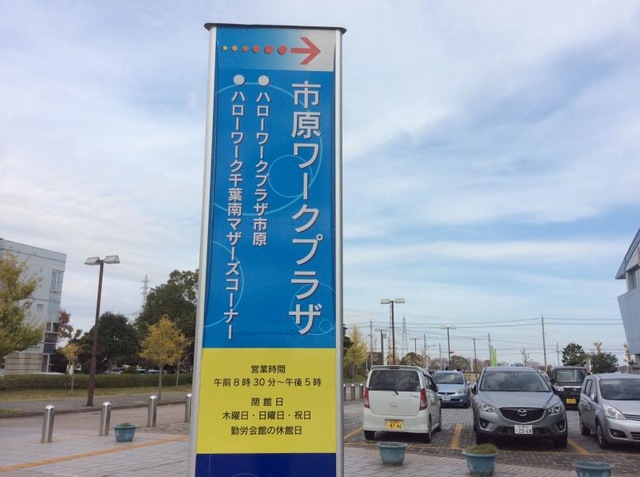 市原ワークプラザ
●ハローワークプラザ市原
●ハローワーク千葉南マザーズコーナー
営業時間
午前8時30分～午後5時
閉館日
木曜日・日曜日・祝日
勤労会館の休館日